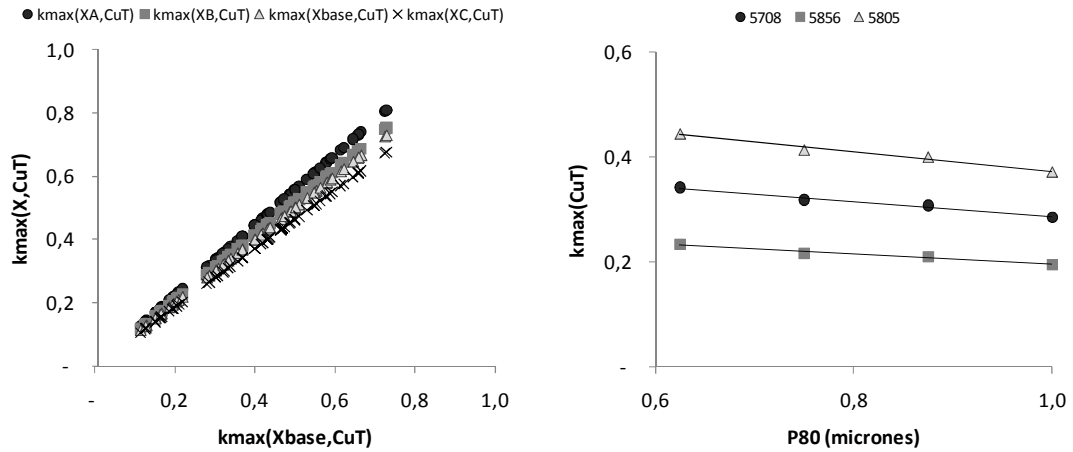 kmax(XA,CuT) kmax(XB,CuT) kmax(Xbase,CuT) kmax(XC,CuT)
1,0
0,8
0,6
0,4
0,2
-
kmax(X,CuT)
- 0,2 0,4 0,6 0,8 1,0
kmax(Xbase,CuT)
5708 5856 5805
0,6
0,4
0,2
-
kmax(CuT)
0,6 0,8 1,0
P80 (micrones)